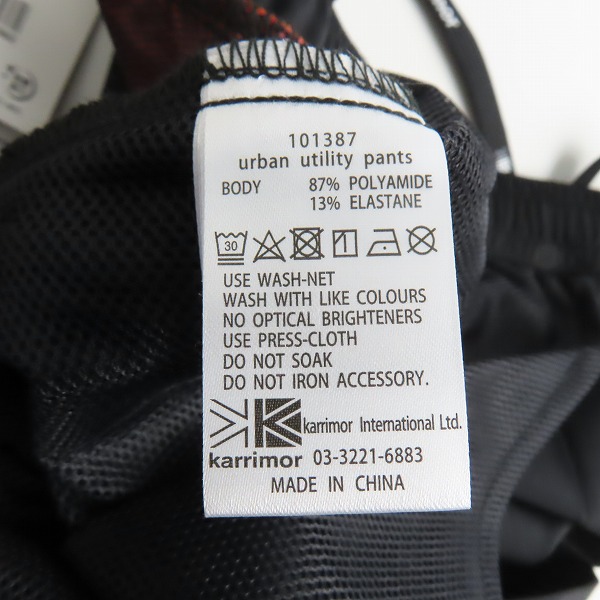 101387
urban utility pants
BODY 87% POLYAMIDE
13% ELASTANE
30
USE WASH-NET
WASH WITH LIKE COLOURS
NO OPTICAL BRIGHTENERS
USE PRESS-CLOTH
DO NOT SOAK
DO NOT IRON ACCESSORY.
karrimor International Ltd.
karrimor 03-3221-6883
MADE IN CHINA